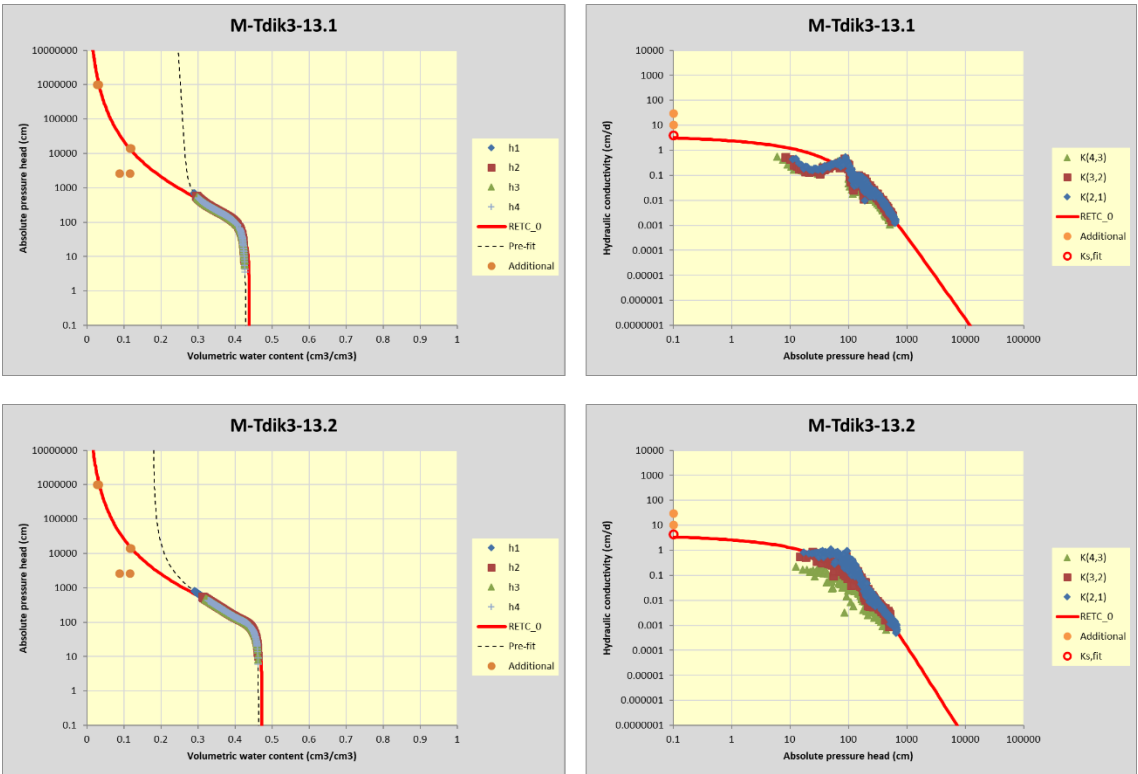 M-Tdik3-13.1
Absolute pressure head (cm)
10000000
1000000
100000
10000
1000
100
10
1
0.1
0 0.1 0.2 0.3 0.4 0.5 0.6 0.7 0.8 0.9 1
Volumetric water content (cm3/cm3)
h1
h2
h3
h4
RETC_0
Pre-fit
Additional
M-Tdik3-13.1
Hydraulic conductivity (cm/d)
10000
1000
100
10
1
0.1
0.01
0.001
0.0001
0.00001
0.000001
0.0000001
0.1 1 10 100 1000 10000 100000
Absolute pressure head (cm)
K(4,3)
K(3,2)
K(2,1)
RETC_0
Additional
Ks,fit
M-Tdik3-13.2
Absolute pressure head (cm)
10000000
1000000
100000
10000
1000
100
10
1
0.1
0 0.1 0.2 0.3 0.4 0.5 0.6 0.7 0.8 0.9 1
Volumetric water content (cm3/cm3)
h1
h2
h3
h4
RETC_0
Pre-fit
Additional
M-Tdik3-13.2
Hydraulic conductivity (cm/d)
10000
1000
100
10
1
0.1
0.01
0.001
0.0001
0.00001
0.000001
0.0000001
0.1 1 10 100 1000 10000 100000
Absolute pressure head (cm)
K(4,3)
K(3,2)
K(2,1)
RETC_0
Additional
Ks,fit